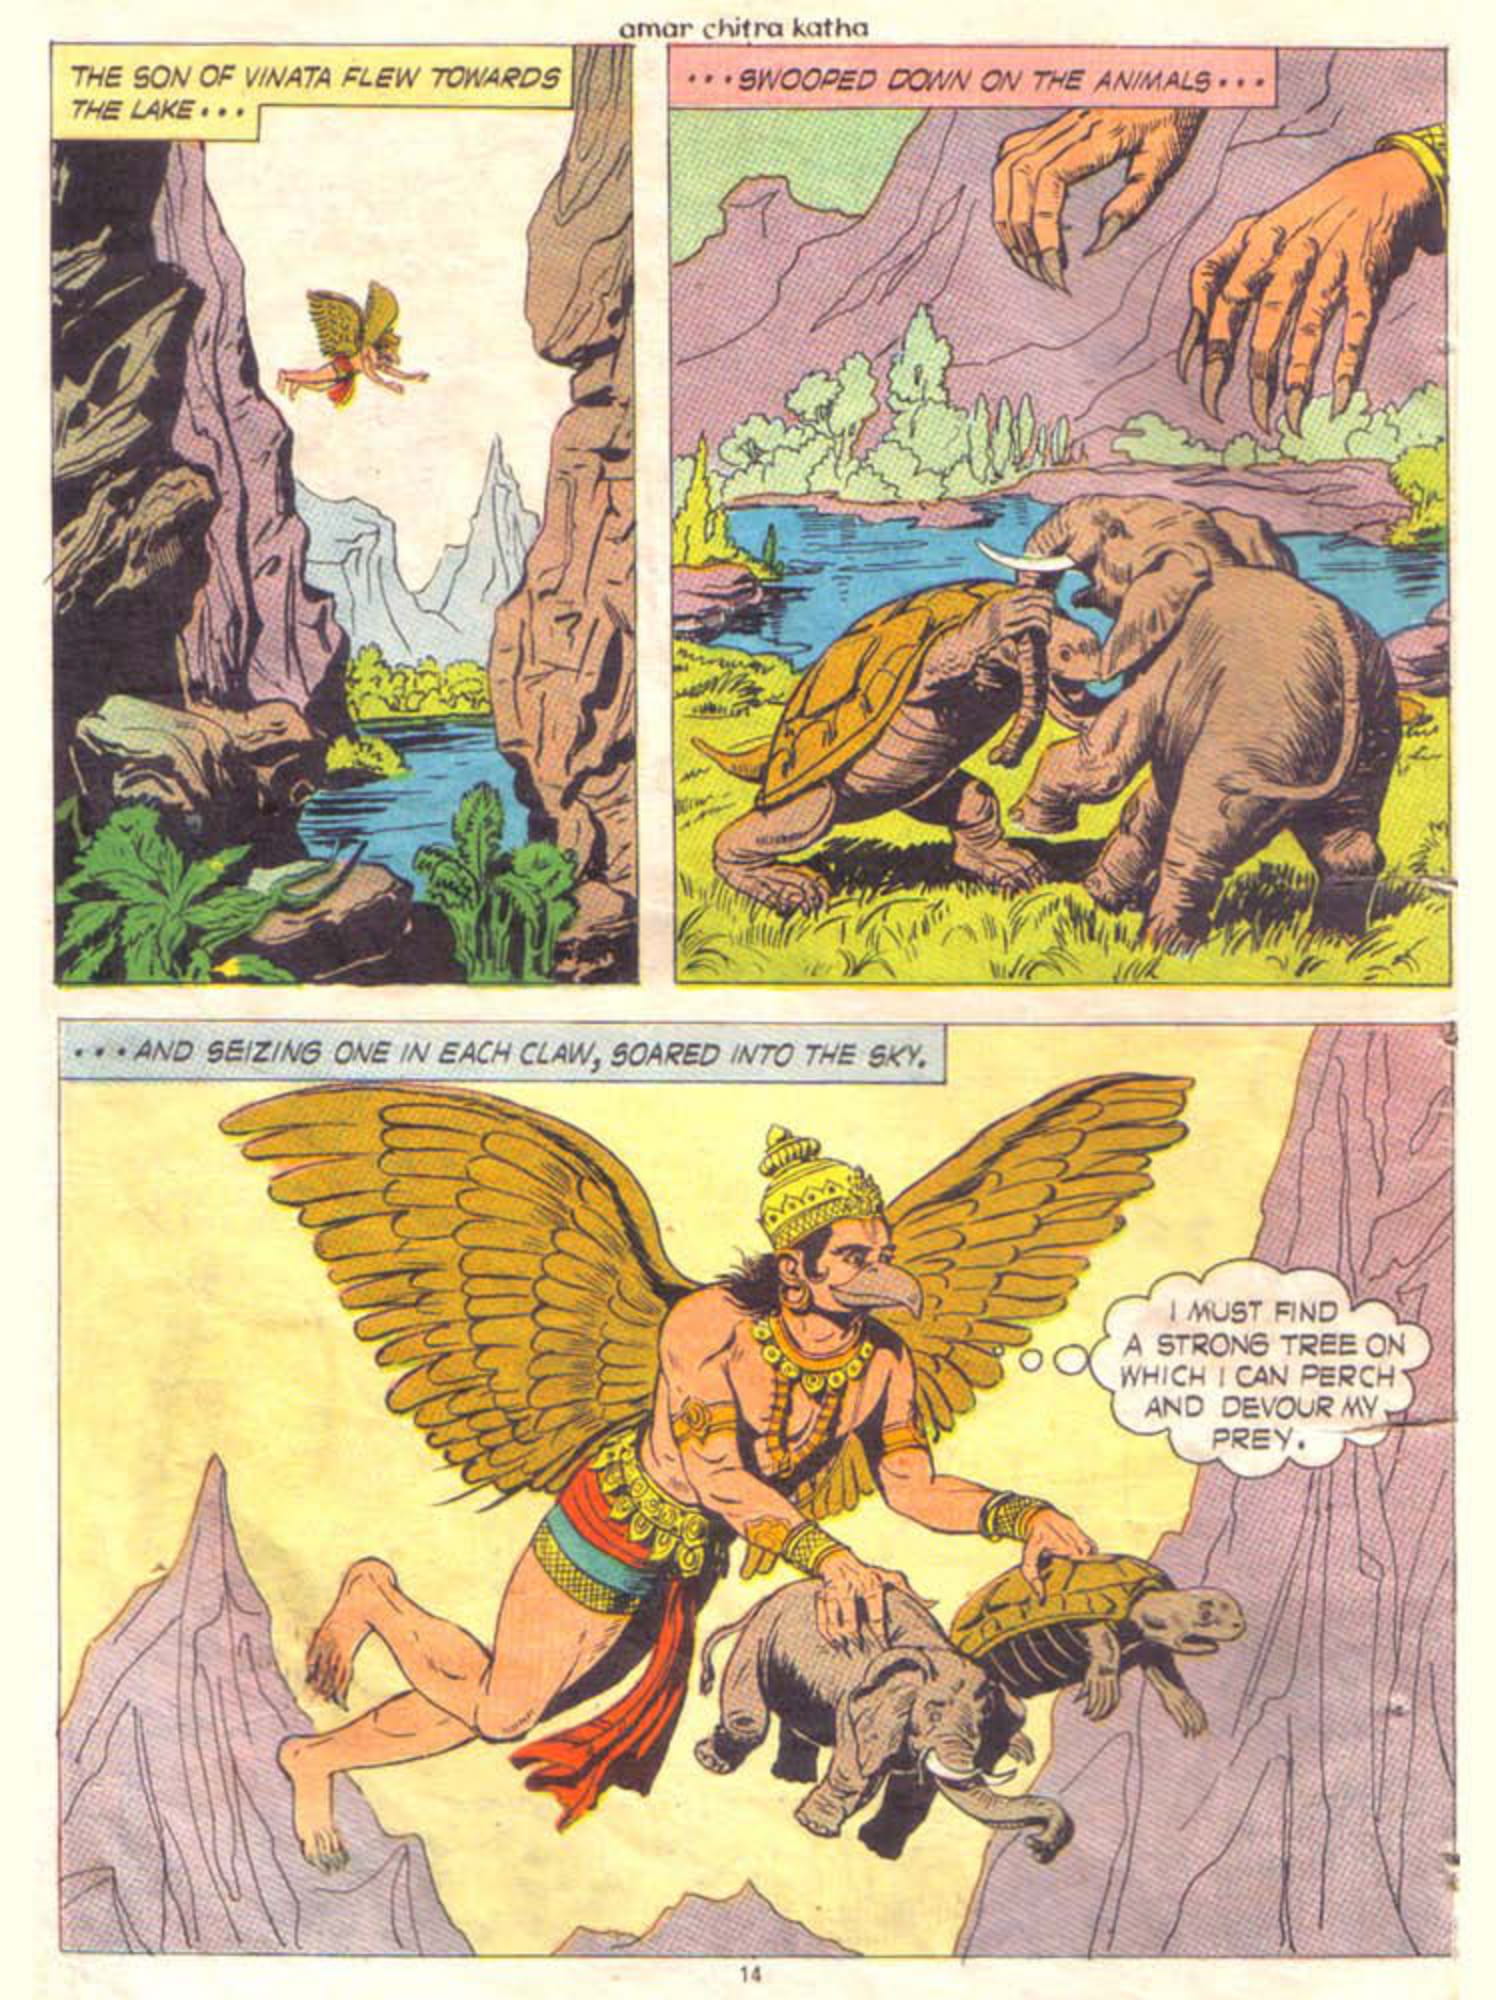 amar chitra katha
THE SON OF VINATA FLEW TOWARDS
THE LAKE...
...SWOOPED DOWN ON THE ANIMALS...
...AND SEIZING ONE IN EACH CLAW, SOARED INTO THE SKY.
I MUST FIND
A STRONG TREE ON
WHICH I CAN PERCH
AND DEVOUR MY
PREY.
14